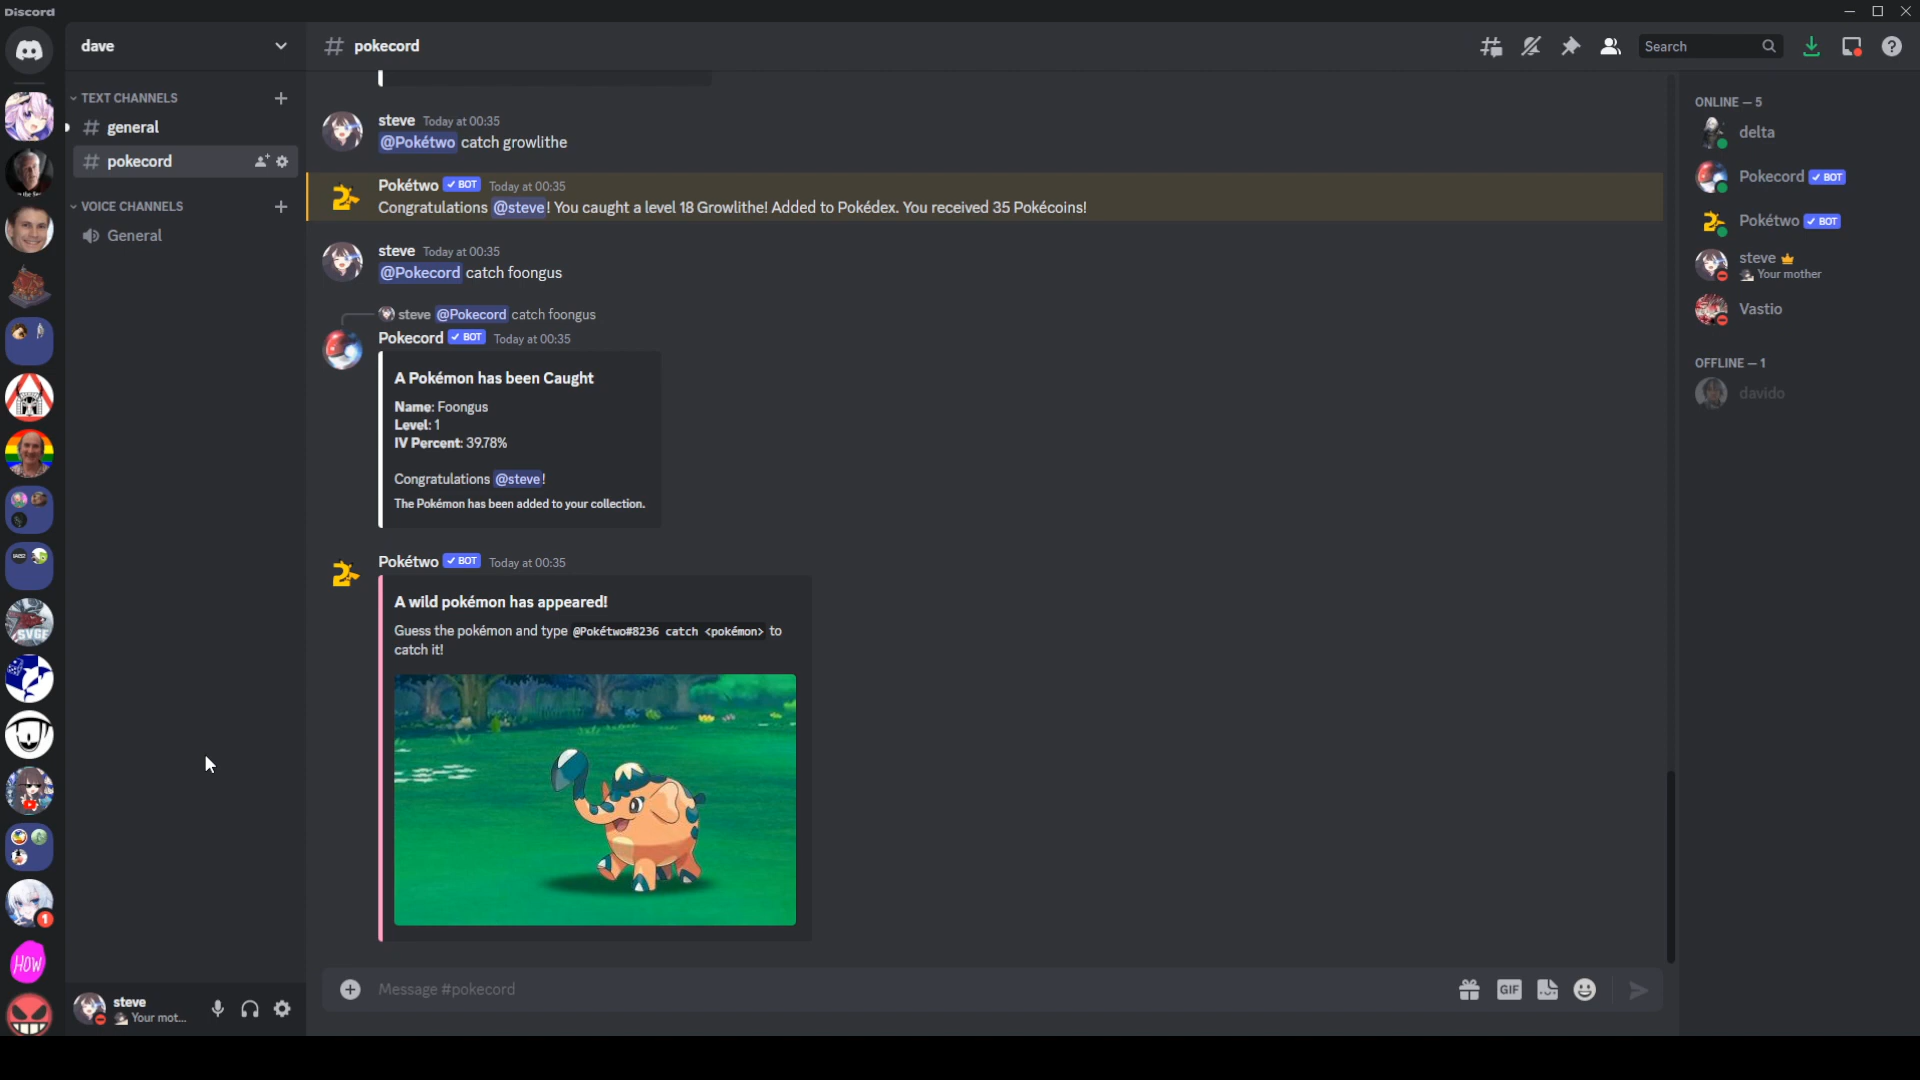 Discord
dave
# pokecord
Search
TEXT CHANNELS
general
pokecord
VOICE CHANNELS
General
steve Today at 00:35
@Pokétwo catch growlithe
Pokétwo BOT Today at 00:35
Congratulations @steve! You caught a level 18 Growlithe! Added to Pokédex. You received 35 Pokécoins!
steve Today at 00:35
@Pokecord catch foongus
steve @Pokecord catch foongus
Pokecord BOT Today at 00:35
A Pokémon has been Caught
Name: Foongus
Level: 1
IV Percent: 39.78%
Congratulations @steve!
The Pokémon has been added to your collection.
Pokétwo BOT Today at 00:35
A wild pokémon has appeared!
Guess the pokémon and type @Pokétwo#8236 catch <pokémon> to
catch it!
Message #pokecord
GIF
ONLINE — 5
delta
Pokecord BOT
Pokétwo BOT
steve
Your mother
Vastio
OFFLINE — 1
davido
SVGE
1
HOW
steve
Your mot...